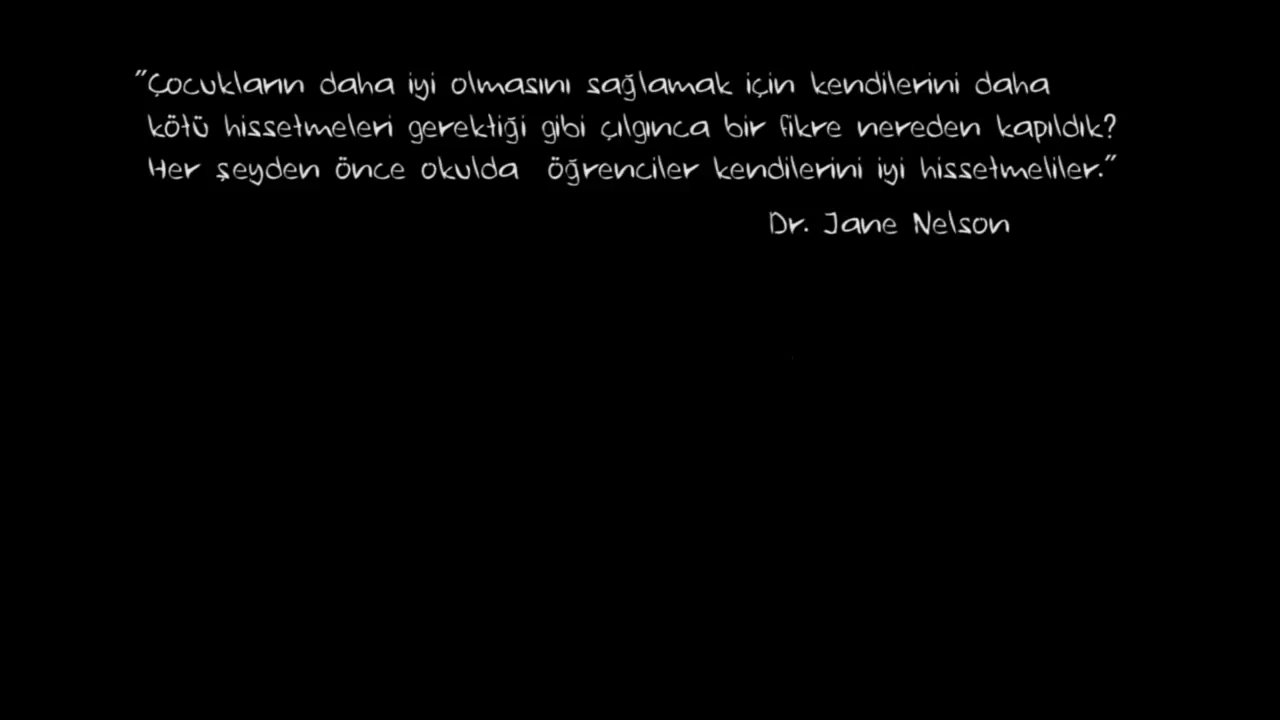 "Çocukların daha iyi olmasını sağlamak için kendilerini daha
kötü hissetmeleri gerektiği gibi çılgınca bir fikre nereden kapıldık?
Her şeyden önce okulda öğrenciler kendilerini iyi hissetmeliler."
Dr. Jane Nelson